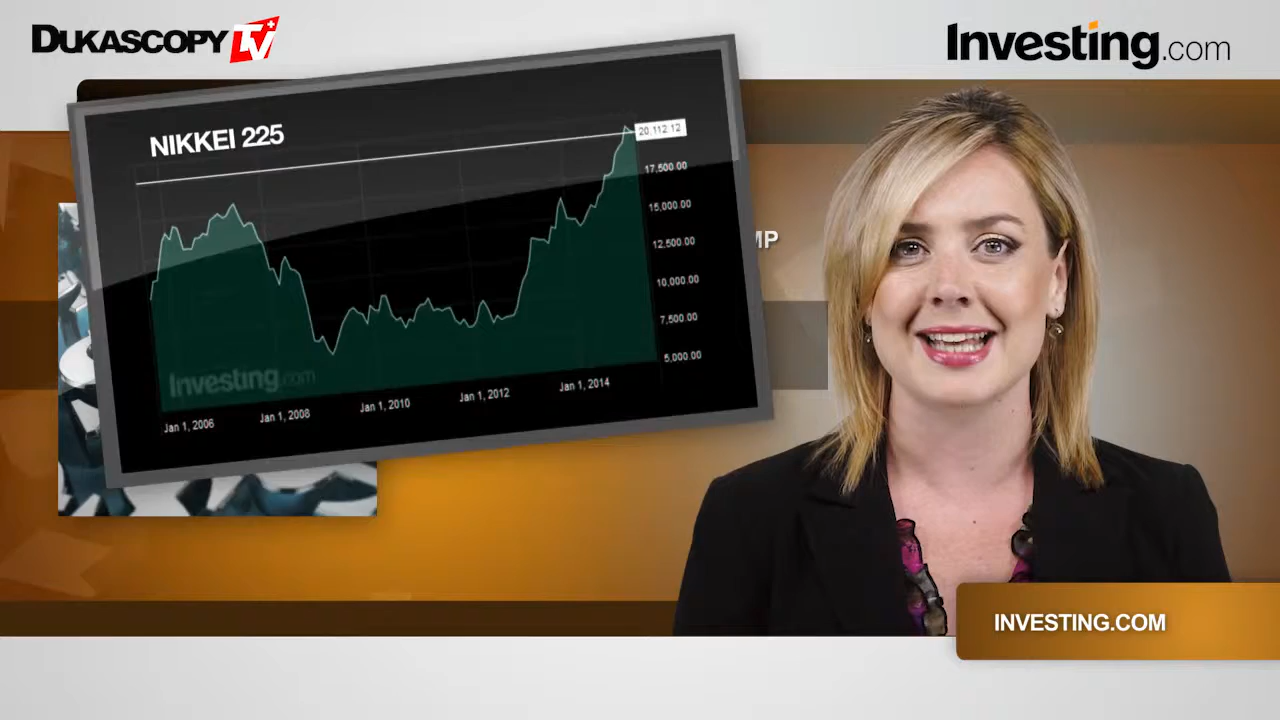 DUKASCOPY TV
Investing.com
NIKKEI 225
20,112.12
17,500.00
15,000.00
12,500.00
10,000.00
7,500.00
5,000.00
MP
Investing.com
Jan 1, 2006
Jan 1, 2008
Jan 1, 2010
Jan 1, 2012
Jan 1, 2014
INVESTING.COM